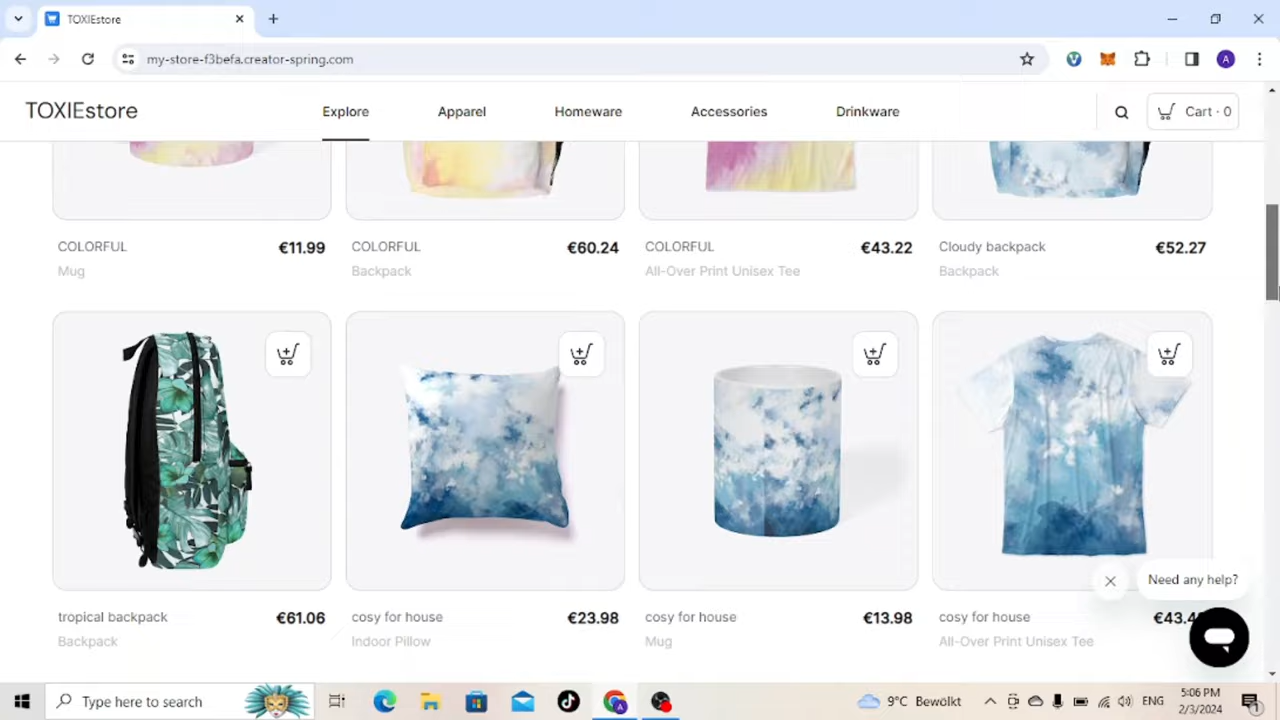 TOXIEstore
my-store-f3befa.creator-spring.com
A
TOXIEstore
Explore
Apparel
Homeware
Accessories
Drinkware
Cart · 0
COLORFUL €11.99
Mug
COLORFUL €60.24
Backpack
COLORFUL €43.22
All-Over Print Unisex Tee
Cloudy backpack €52.27
Backpack
tropical backpack €61.06
Backpack
cosy for house €23.98
Indoor Pillow
cosy for house €13.98
Mug
cosy for house
All-Over Print Unisex Tee
Need any help?
Type here to search
9°C Bewölkt
ENG
5:06 PM
2/3/2024